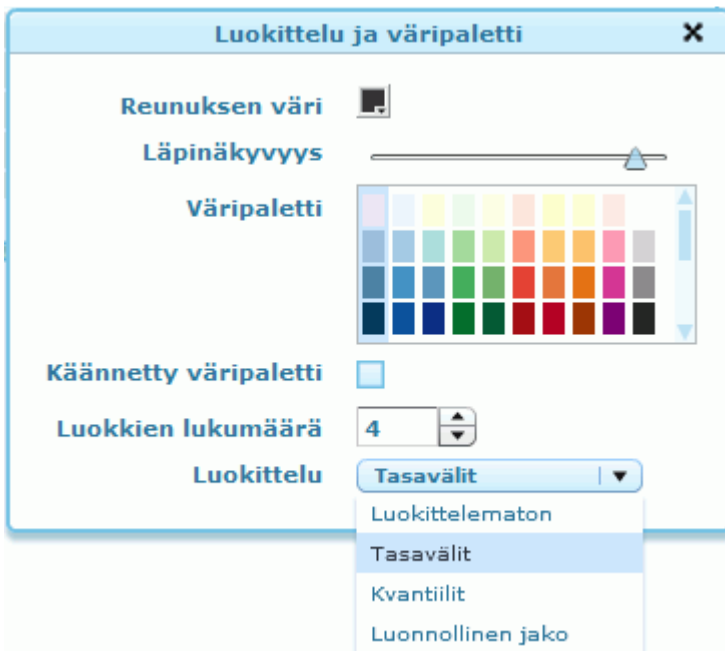 Luokittelu ja väripaletti
Reunuksen väri
Läpinäkyvyys
Väripaletti
Käännetty väripaletti
Luokkien lukumäärä 4
Luokittelu Tasavälit
Luokittelematon
Tasavälit
Kvantiilit
Luonnollinen jako